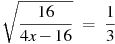 √(16/(4x−16)) = 1/3